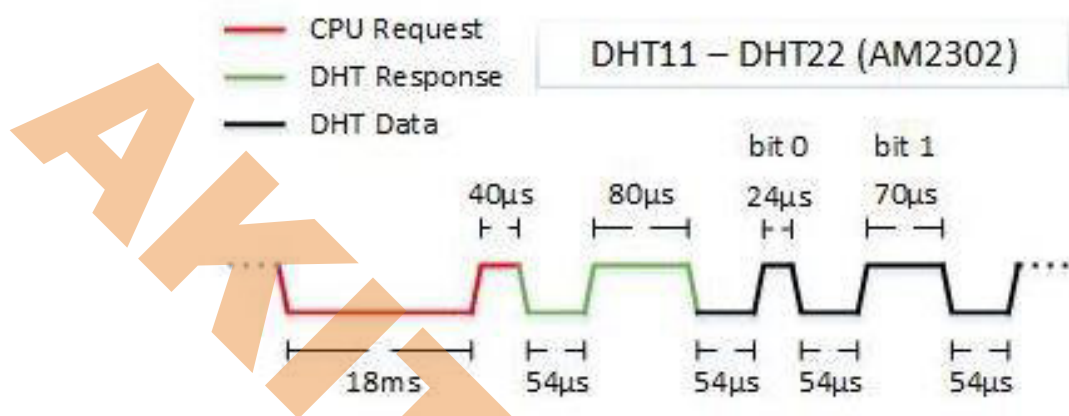 CPU Request
DHT Response
DHT Data
DHT11 – DHT22 (AM2302)
bit 0 bit 1
40µs 80µs 24µs 70µs
18ms 54µs 54µs 54µs 54µs